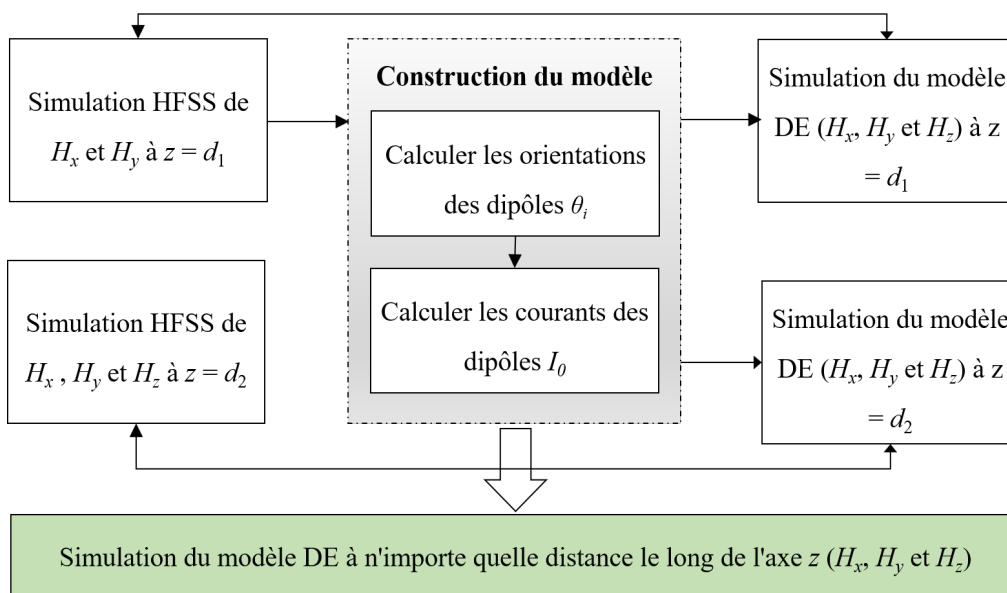 Simulation HFSS de
Hx et Hy à z = d1
Construction du modèle
Calculer les orientations
des dipôles θi
Calculer les courants des
dipôles I0
Simulation du modèle
DE (Hx, Hy et Hz) à z
= d1
Simulation HFSS de
Hx , Hy et Hz à z = d2
Simulation du modèle
DE (Hx, Hy et Hz) à z
= d2
Simulation du modèle DE à n'importe quelle distance le long de l'axe z (Hx, Hy et Hz)